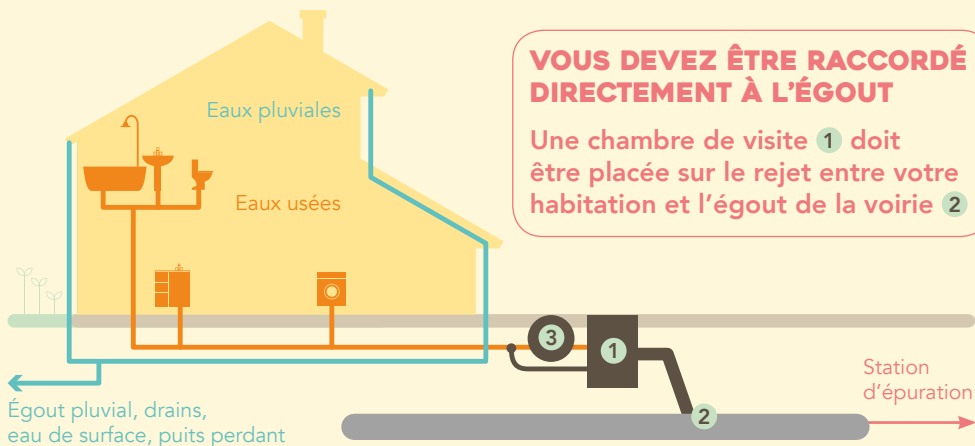 VOUS DEVEZ ÊTRE RACCORDÉ
DIRECTEMENT À L'ÉGOUT
Une chambre de visite 1 doit
être placée sur le rejet entre votre
habitation et l'égout de la voirie 2
Eaux pluviales
Eaux usées
3
1
2
Station
d'épuration
Égout pluvial, drains,
eau de surface, puits perdant